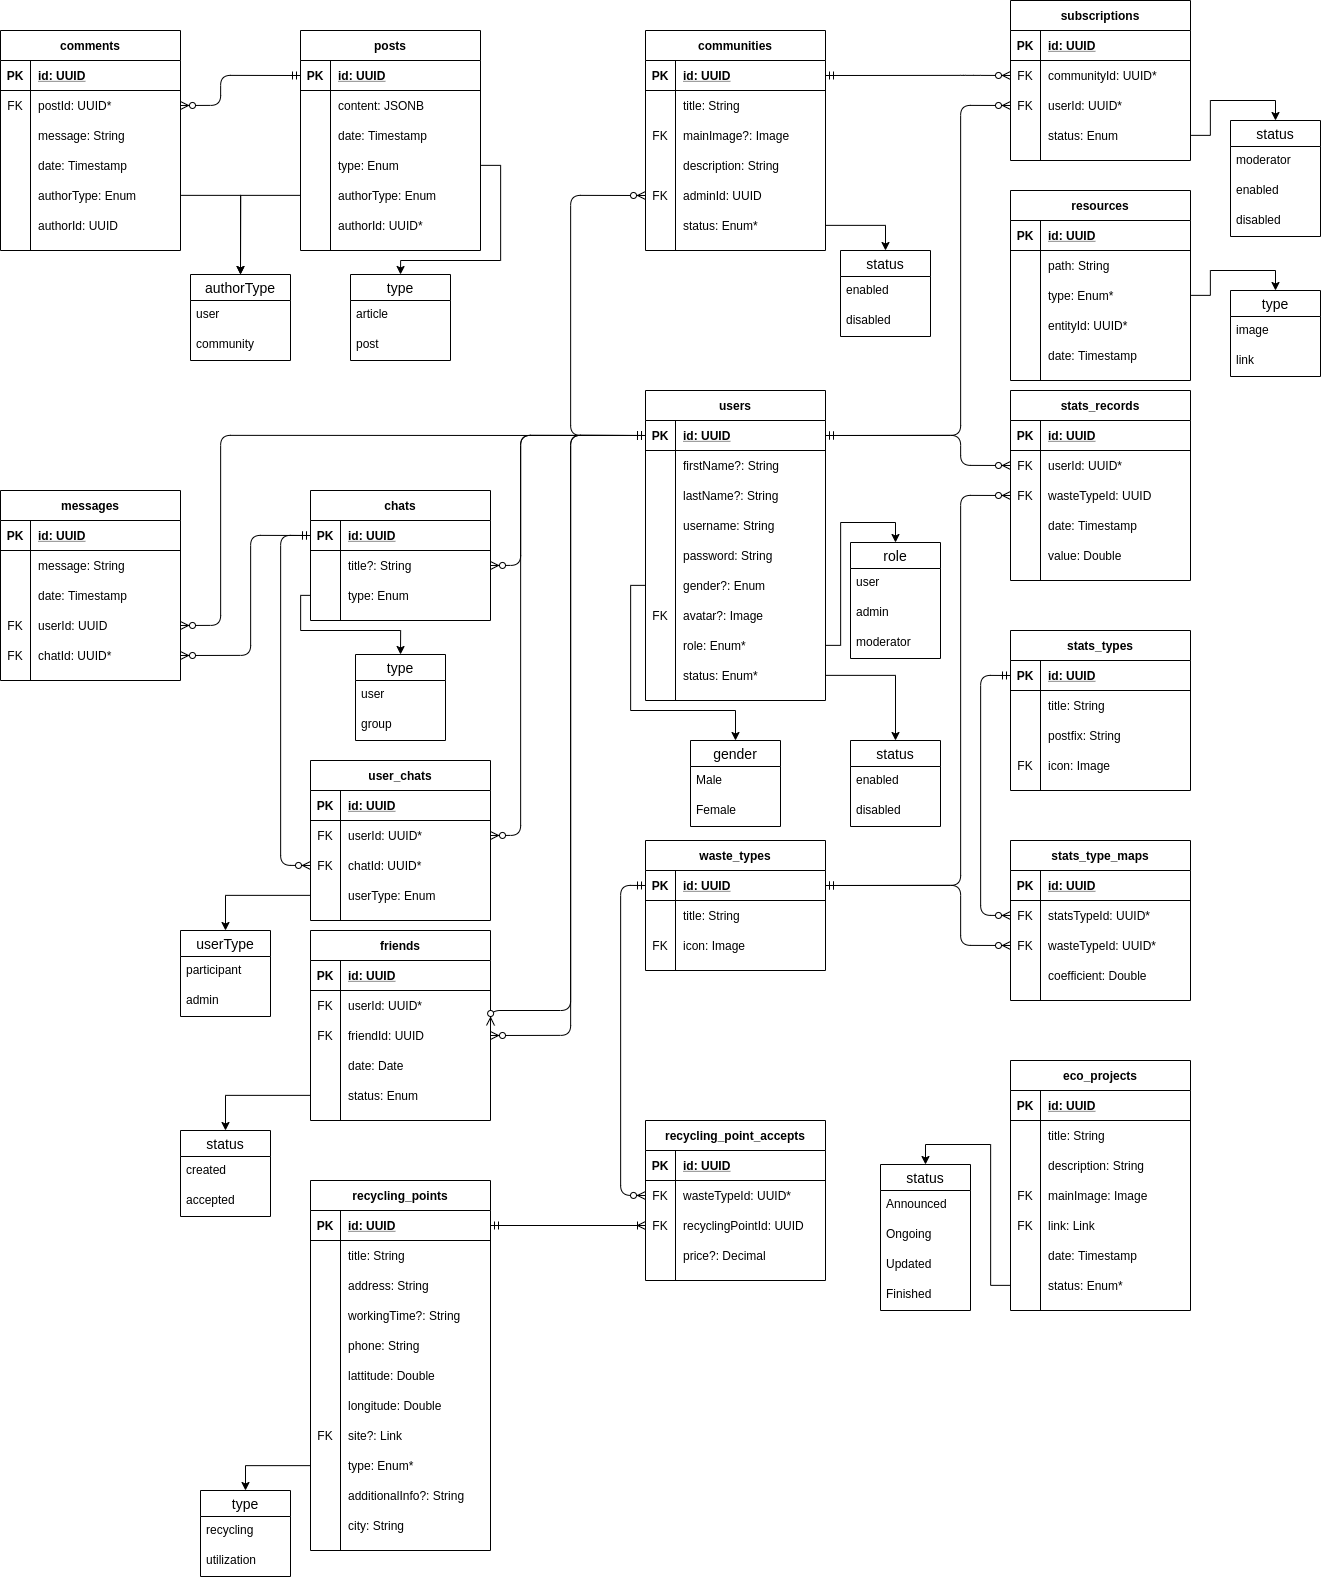 comments
PK id: UUID
FK postId: UUID*
message: String
date: Timestamp
authorType: Enum
authorId: UUID
posts
PK id: UUID
content: JSONB
date: Timestamp
type: Enum
authorType: Enum
authorId: UUID*
authorType
user
community
type
article
post
communities
PK id: UUID
title: String
FK mainImage?: Image
description: String
FK adminId: UUID
status: Enum*
status
enabled
disabled
subscriptions
PK id: UUID
FK communityId: UUID*
FK userId: UUID*
status: Enum
status
moderator
enabled
disabled
resources
PK id: UUID
path: String
type: Enum*
entityId: UUID*
date: Timestamp
type
image
link
users
PK id: UUID
firstName?: String
lastName?: String
username: String
password: String
gender?: Enum
FK avatar?: Image
role: Enum*
status: Enum*
role
user
admin
moderator
gender
Male
Female
status
enabled
disabled
stats_records
PK id: UUID
FK userId: UUID*
FK wasteTypeId: UUID
date: Timestamp
value: Double
messages
PK id: UUID
message: String
date: Timestamp
FK userId: UUID
FK chatId: UUID*
chats
PK id: UUID
title?: String
type: Enum
type
user
group
stats_types
PK id: UUID
title: String
postfix: String
FK icon: Image
user_chats
PK id: UUID
FK userId: UUID*
FK chatId: UUID*
userType: Enum
userType
participant
admin
waste_types
PK id: UUID
title: String
FK icon: Image
stats_type_maps
PK id: UUID
FK statsTypeId: UUID*
FK wasteTypeId: UUID*
coefficient: Double
friends
PK id: UUID
FK userId: UUID*
FK friendId: UUID
date: Date
status: Enum
status
created
accepted
recycling_point_accepts
PK id: UUID
FK wasteTypeId: UUID*
FK recyclingPointId: UUID
price?: Decimal
eco_projects
PK id: UUID
title: String
description: String
FK mainImage: Image
FK link: Link
date: Timestamp
status: Enum*
status
Announced
Ongoing
Updated
Finished
recycling_points
PK id: UUID
title: String
address: String
workingTime?: String
phone: String
lattitude: Double
longitude: Double
FK site?: Link
type: Enum*
additionalInfo?: String
city: String
type
recycling
utilization